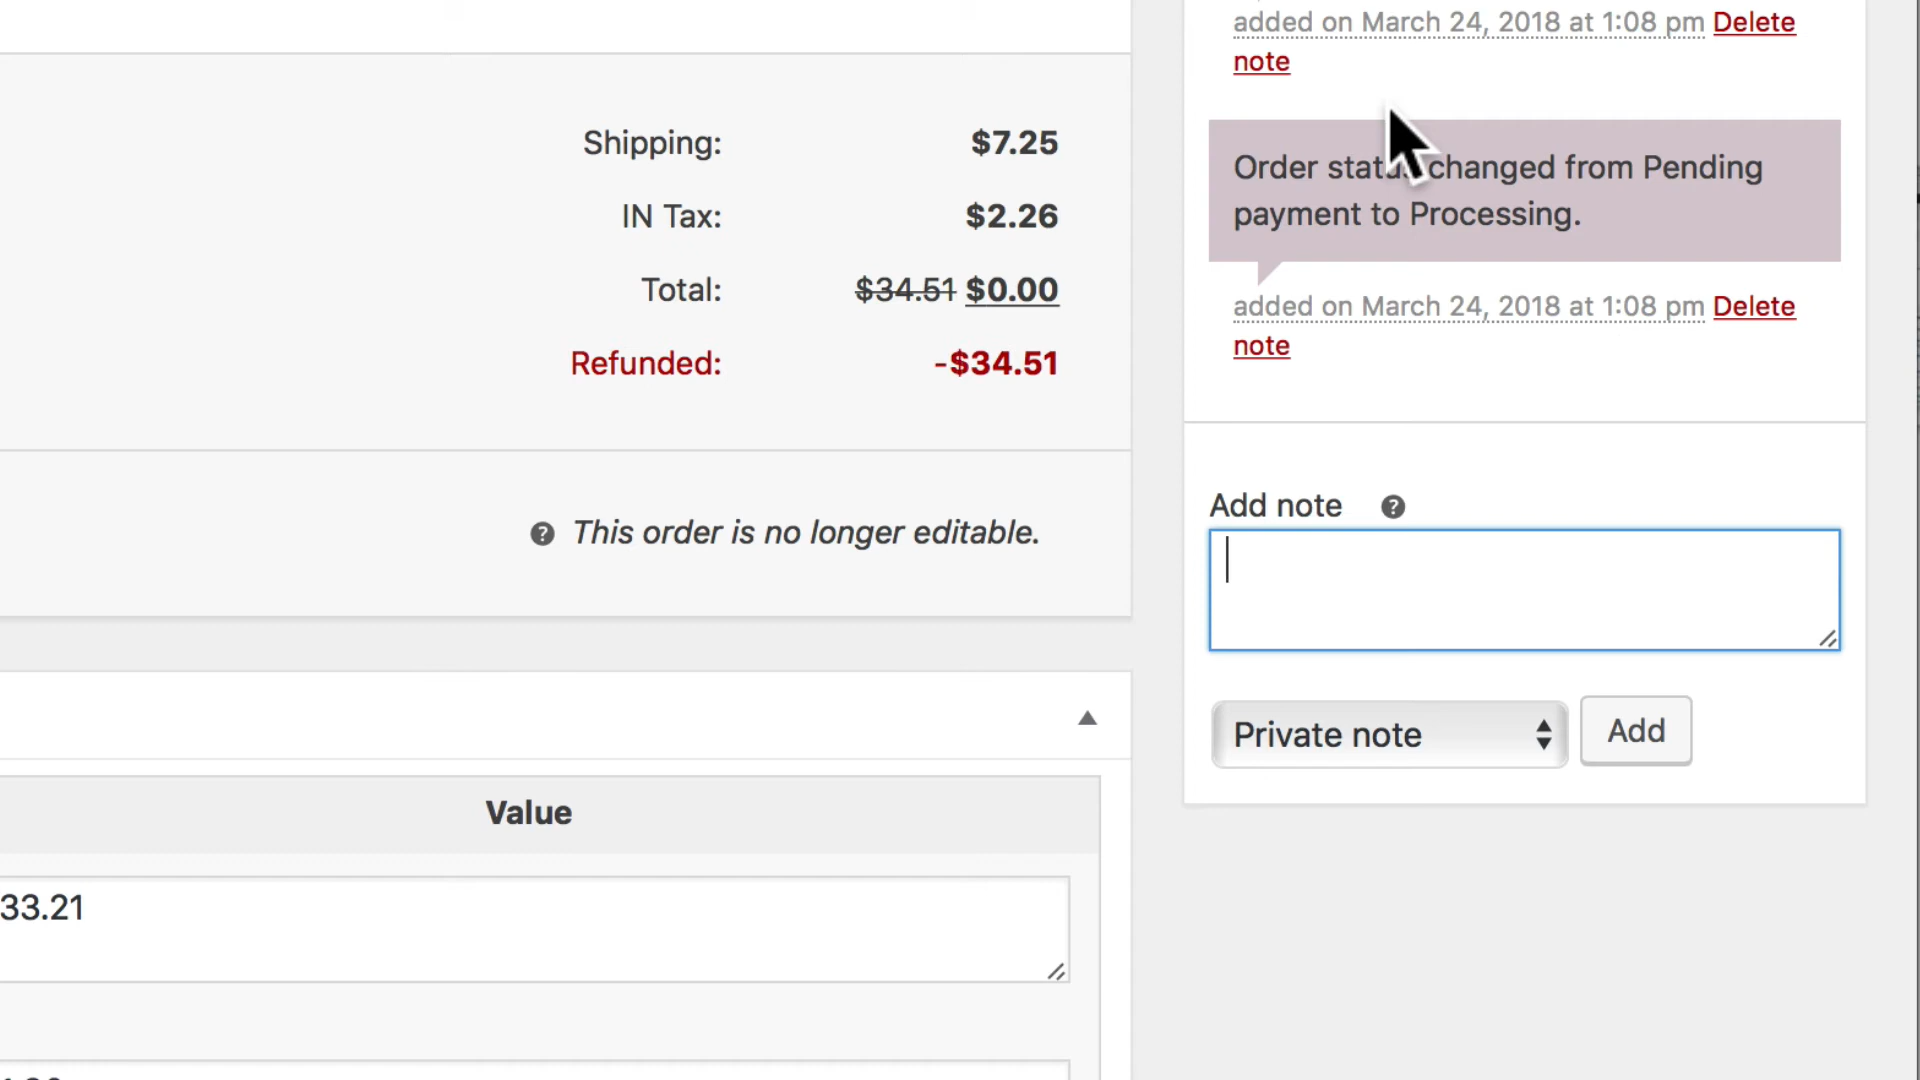 Shipping: $7.25
IN Tax: $2.26
Total: $34.51 $0.00
Refunded: -$34.51
This order is no longer editable.
Value
33.21
added on March 24, 2018 at 1:08 pm Delete
note
Order status changed from Pending
payment to Processing.
added on March 24, 2018 at 1:08 pm Delete
note
Add note
Private note
Add